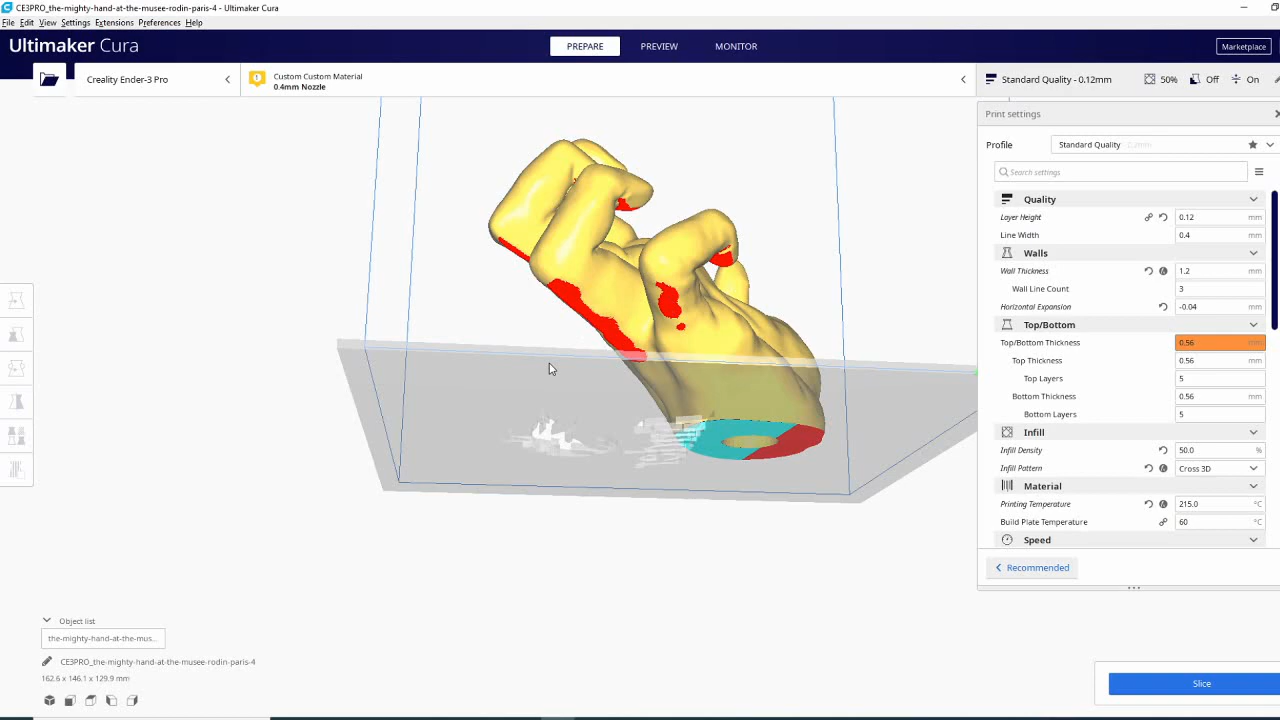 CE3PRO_the-mighty-hand-at-the-musee-rodin-paris-4 - Ultimaker Cura
File Edit View Settings Extensions Preferences Help
Ultimaker Cura
PREPARE PREVIEW MONITOR
Marketplace
Creality Ender-3 Pro
Custom Custom Material
0.4mm Nozzle
Standard Quality - 0.12mm 50% Off On
Print settings
Profile Standard Quality 0.2mm
Search settings
Quality
Layer Height 0.12 mm
Line Width 0.4 mm
Walls
Wall Thickness 1.2 mm
Wall Line Count 3
Horizontal Expansion -0.04 mm
Top/Bottom
Top/Bottom Thickness 0.56 mm
Top Thickness 0.56 mm
Top Layers 5
Bottom Thickness 0.56 mm
Bottom Layers 5
Infill
Infill Density 50.0 %
Infill Pattern Cross 3D
Material
Printing Temperature 215.0 °C
Build Plate Temperature 60 °C
Speed
Recommended
Object list
the-mighty-hand-at-the-mus...
CE3PRO_the-mighty-hand-at-the-musee-rodin-paris-4
162.6 x 146.1 x 129.9 mm
Slice